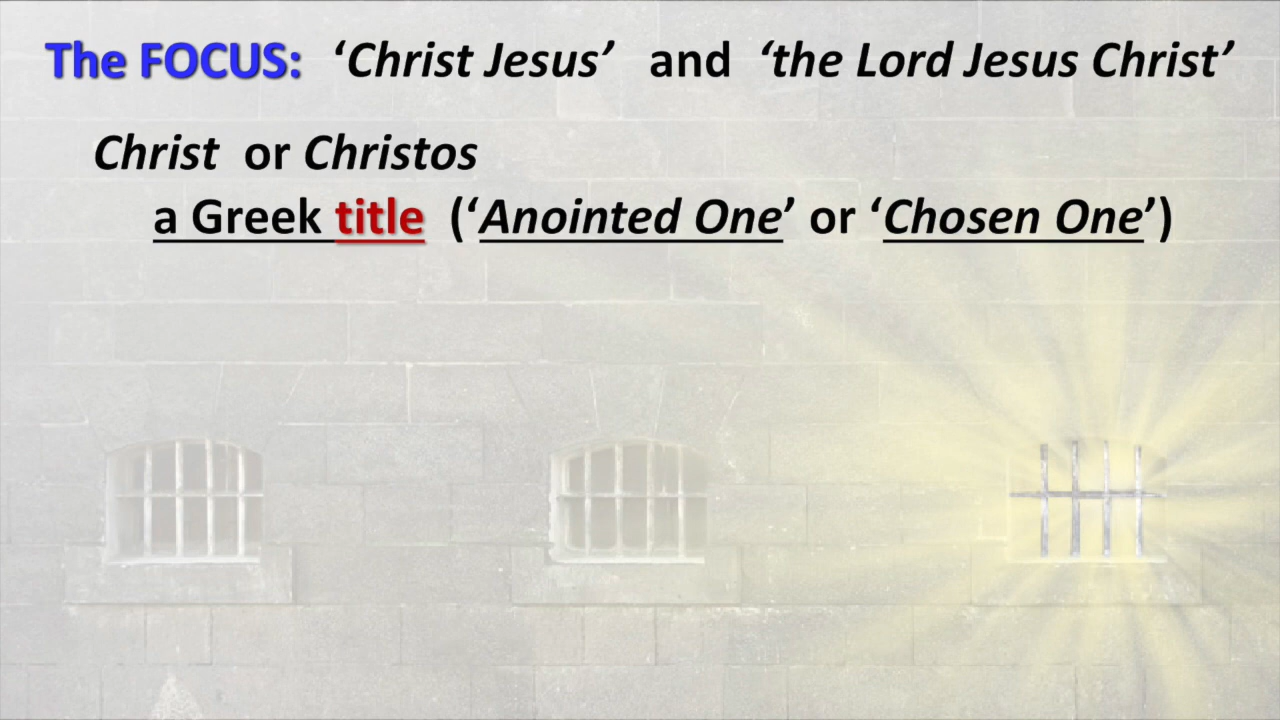 The FOCUS: ‘Christ Jesus’ and ‘the Lord Jesus Christ’
Christ or Christos
a Greek title (‘Anointed One’ or ‘Chosen One’)